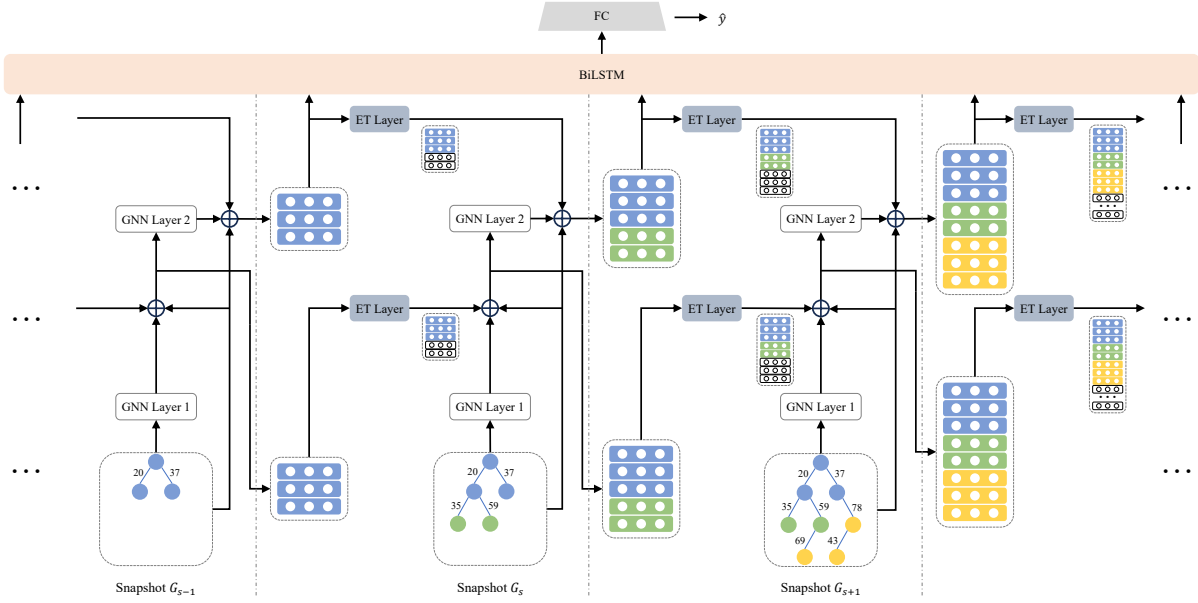 FC
ŷ
BiLSTM
ET Layer
ET Layer
ET Layer
. . .
GNN Layer 2
GNN Layer 2
GNN Layer 2
. . .
. . .
ET Layer
ET Layer
ET Layer
. . .
GNN Layer 1
GNN Layer 1
GNN Layer 1
. . .
. . .
20 37
20 37
20 37
. . .
35 59
35 59 78
69 43
Snapshot G_{s−1}
Snapshot G_s
Snapshot G_{s+1}